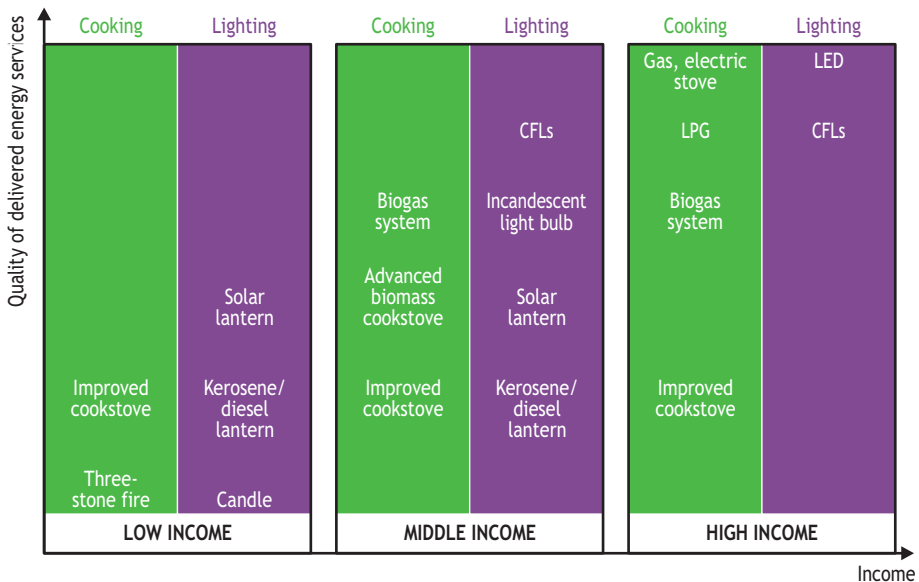 Quality of delivered energy services
Cooking
Lighting
Solar
lantern
Improved
cookstove
Kerosene/
diesel
lantern
Three-
stone fire
Candle
LOW INCOME
Cooking
Lighting
CFLs
Biogas
system
Incandescent
light bulb
Advanced
biomass
cookstove
Solar
lantern
Improved
cookstove
Kerosene/
diesel
lantern
MIDDLE INCOME
Cooking
Lighting
Gas, electric
stove
LED
LPG
CFLs
Biogas
system
Improved
cookstove
HIGH INCOME
Income